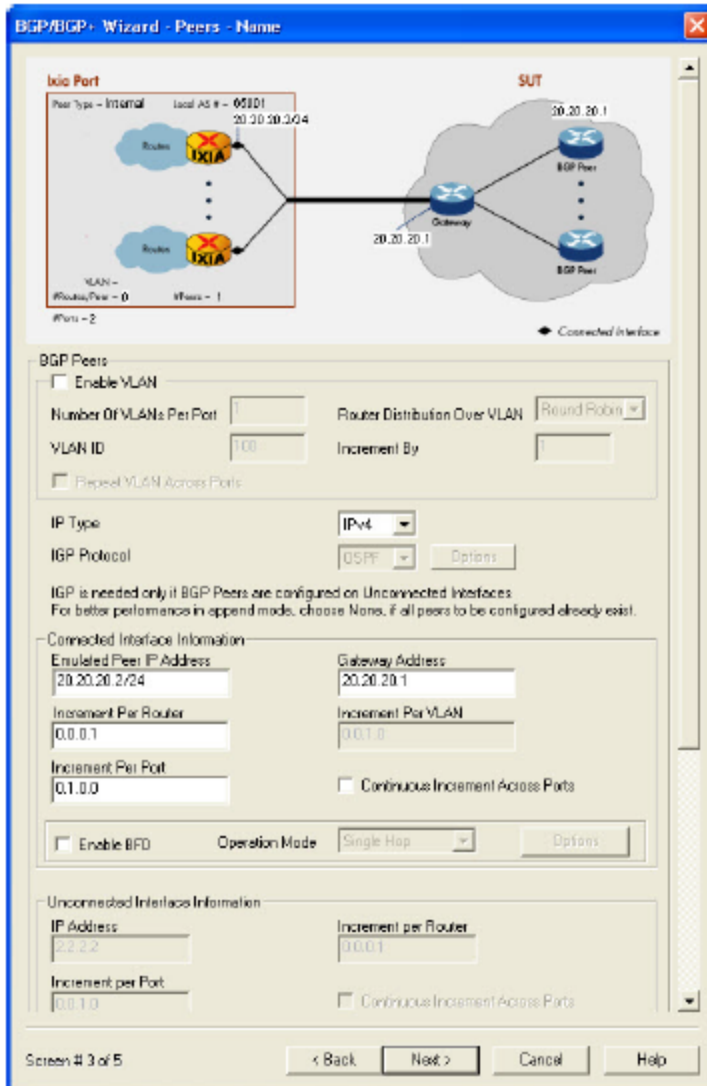 BGP/BGP+ Wizard - Peers - Name
Ixia Port
SUT
Peer Type - Internal Local AS # -
20.20.20.2/24
20.20.20.1
Routes
IXIA
BGP Peer
Gateway
20.20.20.1
Routes
IXIA
BGP Peer
VLAN -
#Routes/Peer - 0 #Peers - 1
#Ports - 2
Connected Interface
BGP Peers
Enable VLAN
Number Of VLANs Per Port 1 Router Distribution Over VLAN Round Robin
VLAN ID 100 Increment By 1
Repeat VLAN Across Ports
IP Type IPv4
IGP Protocol OSPF Options
IGP is needed only if BGP Peers are configured on Unconnected Interfaces
For better performance in append mode, choose None, if all peers to be configured already exist.
Connected Interface Information
Emulated Peer IP Address Gateway Address
20.20.20.2/24 20.20.20.1
Increment Per Router Increment Per VLAN
0.0.0.1 0.0.1.0
Increment Per Port
0.1.0.0 Continuous Increment Across Ports
Enable BFD Operation Mode Single Hop Options
Unconnected Interface Information
IP Address Increment per Router
2.2.2.2 0.0.0.1
Increment per Port
0.0.1.0 Continuous Increment Across Ports
Screen # 3 of 5 < Back Next > Cancel Help